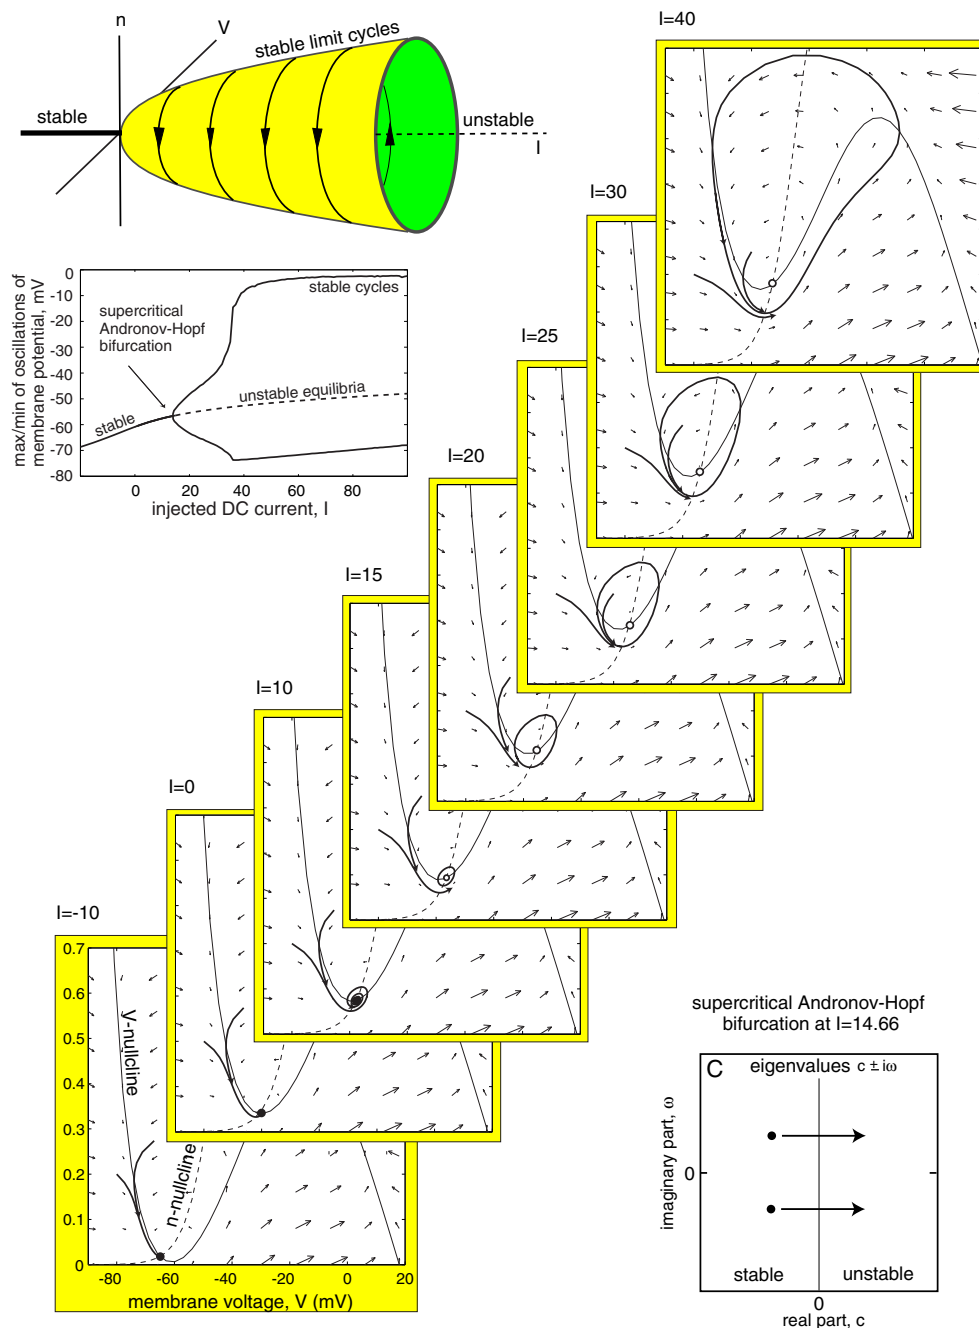 n
V
stable limit cycles
stable
unstable
I
I=40
I=30
I=25
I=20
I=15
I=10
I=0
I=-10
max/min of oscillations of
membrane potential, mV
0
-10
-20
-30
-40
-50
-60
-70
-80
supercritical
Andronov-Hopf
bifurcation
stable cycles
unstable equilibria
stable
0
20
40
60
80
injected DC current, I
0.7
0.6
0.5
0.4
0.3
0.2
0.1
0
V-nullcline
n-nullcline
-80
-60
-40
-20
0
20
membrane voltage, V (mV)
supercritical Andronov-Hopf
bifurcation at I=14.66
C
eigenvalues c ± iω
imaginary part, ω
0
stable
unstable
0
real part, c